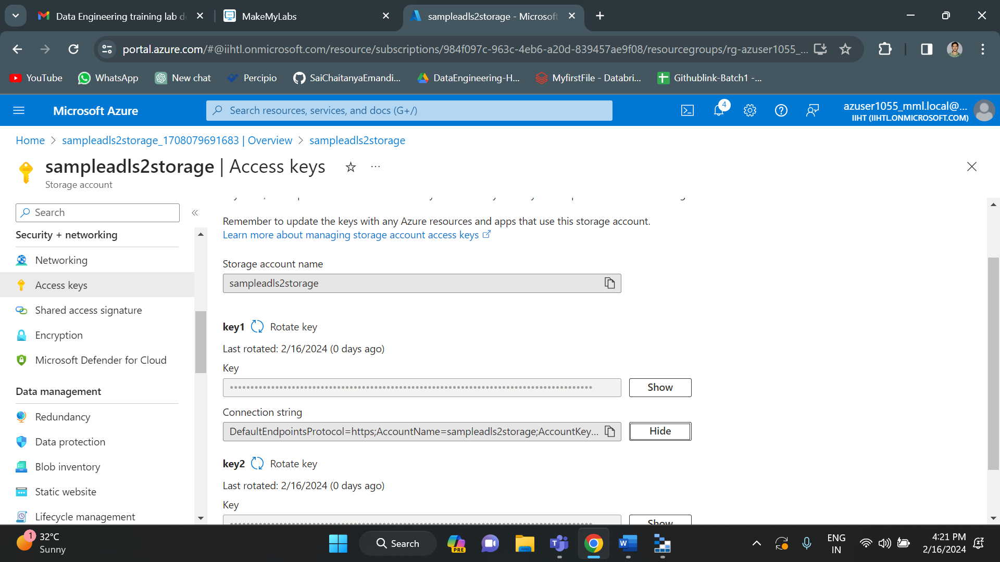 Data Engineering training lab d
MakeMyLabs
sampleadls2storage - Microsoft
portal.azure.com/#@iihtl.onmicrosoft.com/resource/subscriptions/984f097c-963c-4eb6-a20d-839457ae9f08/resourcegroups/rg-azuser1055_...
YouTube
WhatsApp
New chat
Percipio
SaiChaitanyaEmandi...
DataEngineering-H...
MyfirstFile - Databri...
Githublink-Batch1 -...
Microsoft Azure
Search resources, services, and docs (G+/)
4
azuser1055_mml.local@...
IIHT (IIHTL.ONMICROSOFT.COM)
Home > sampleadls2storage_1708079691683 | Overview > sampleadls2storage
sampleadls2storage | Access keys
Storage account
Search
Security + networking
Networking
Access keys
Shared access signature
Encryption
Microsoft Defender for Cloud
Data management
Redundancy
Data protection
Blob inventory
Static website
Lifecycle management
Remember to update the keys with any Azure resources and apps that use this storage account.
Learn more about managing storage account access keys
Storage account name
sampleadls2storage
key1 Rotate key
Last rotated: 2/16/2024 (0 days ago)
Key
Show
Connection string
DefaultEndpointsProtocol=https;AccountName=sampleadls2storage;AccountKey...
Hide
key2 Rotate key
Last rotated: 2/16/2024 (0 days ago)
Key
Show
1
32°C
Sunny
Search
PRE
ENG
IN
4:21 PM
2/16/2024